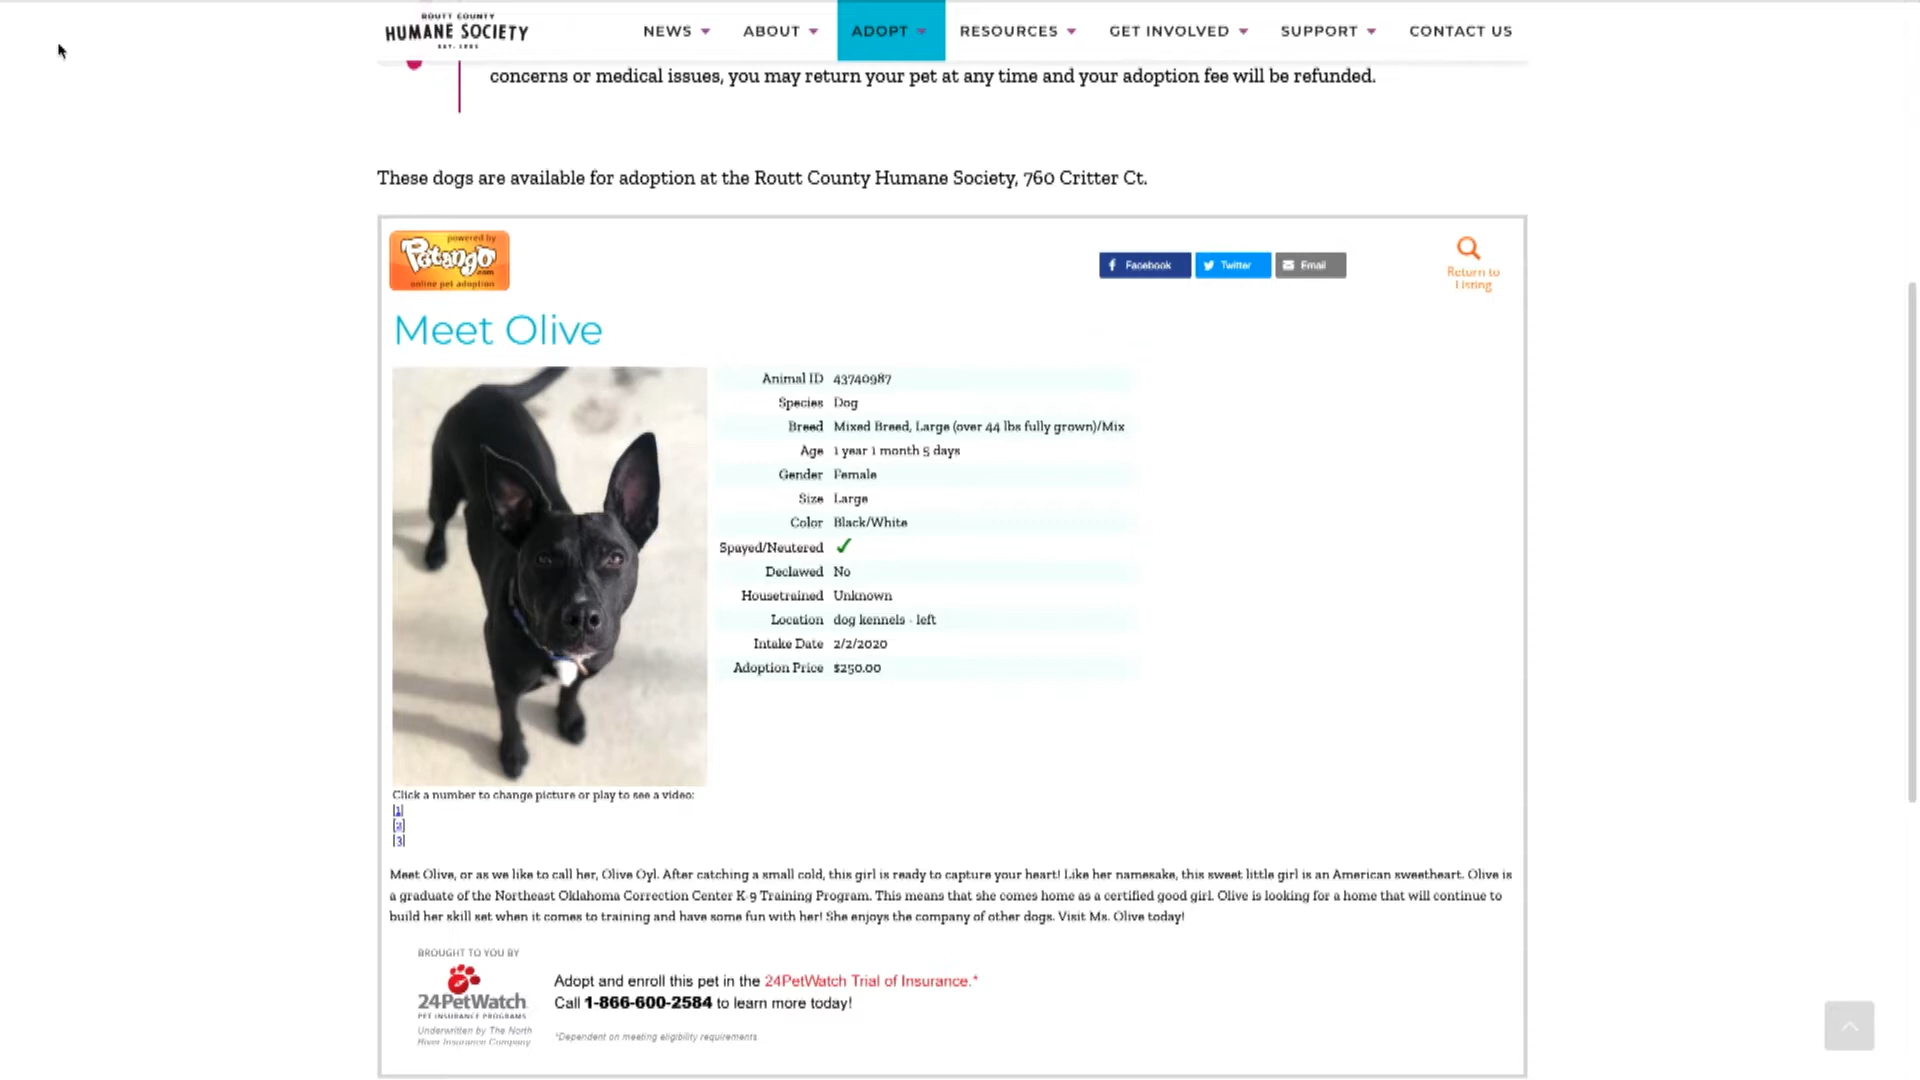 ROUTT COUNTY
HUMANE SOCIETY
NEWS ABOUT ADOPT RESOURCES GET INVOLVED SUPPORT CONTACT US
concerns or medical issues, you may return your pet at any time and your adoption fee will be refunded.
These dogs are available for adoption at the Routt County Humane Society, 760 Critter Ct.
powered by
Petango
.com
online pet adoption
Facebook Twitter Email
Return to
Listing
Meet Olive
Animal ID 43740987
Species Dog
Breed Mixed Breed, Large (over 44 lbs fully grown)/Mix
Age 1 year 1 month 5 days
Gender Female
Size Large
Color Black/White
Spayed/Neutered ✓
Declawed No
Housetrained Unknown
Location dog kennels - left
Intake Date 2/2/2020
Adoption Price $250.00
Click a number to change picture or play to see a video:
[1]
[2]
[3]
Meet Olive, or as we like to call her, Olive Oyl. After catching a small cold, this girl is ready to capture your heart! Like her namesake, this sweet little girl is an American sweetheart. Olive is
a graduate of the Northeast Oklahoma Correction Center K-9 Training Program. This means that she comes home as a certified good girl. Olive is looking for a home that will continue to
build her skill set when it comes to training and have some fun with her! She enjoys the company of other dogs. Visit Ms. Olive today!
BROUGHT TO YOU BY
24PetWatch
PET INSURANCE PROGRAMS
Underwritten by The North
River Insurance Company
Adopt and enroll this pet in the 24PetWatch Trial of Insurance.*
Call 1-866-600-2584 to learn more today!
*Dependent on meeting eligibility requirements